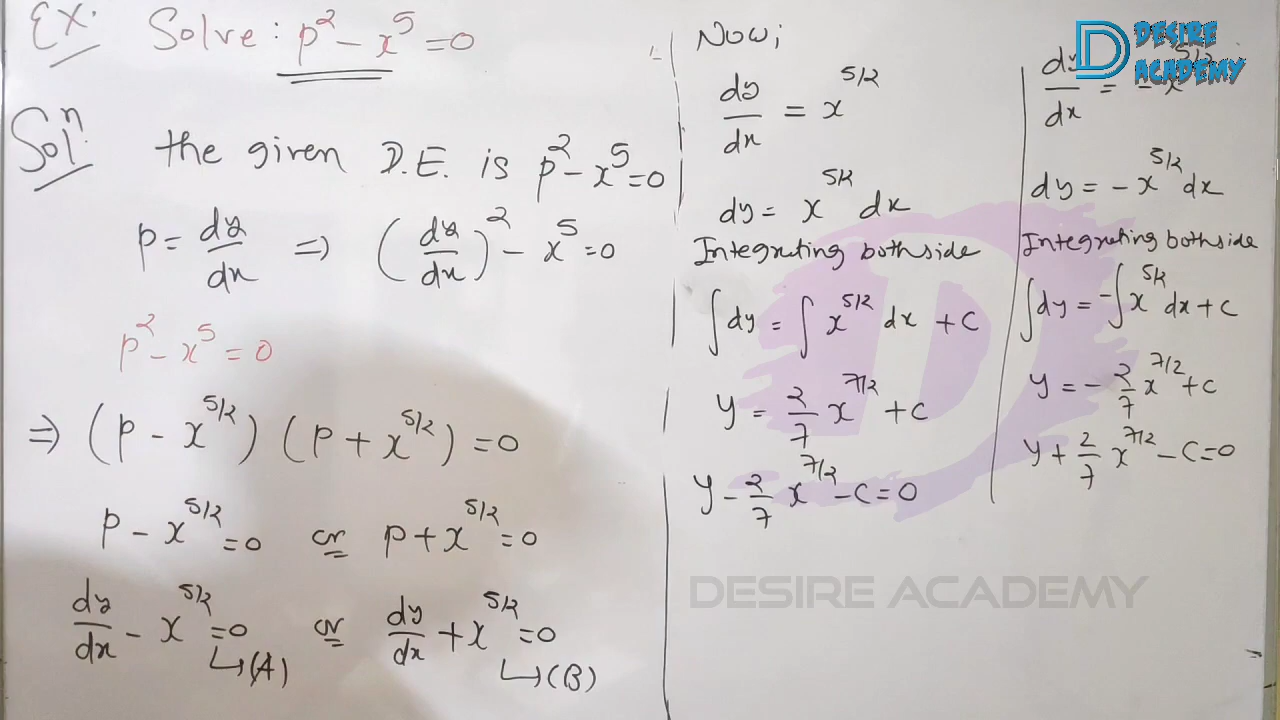 Ex: Solve: p² - x⁵ = 0
Solⁿ: the given D.E. is p² - x⁵ = 0
p = dy/dx ⇒ (dy/dx)² - x⁵ = 0
p² - x⁵ = 0
⇒ (p - x^5/2) (p + x^5/2) = 0
p - x^5/2 = 0 or p + x^5/2 = 0
dy/dx - x^5/2 = 0 or dy/dx + x^5/2 = 0
↳(A) ↳(B)
Now;
dy/dx = x^5/2
dy = x^5/2 dx
Integrating bothside
∫dy = ∫ x^5/2 dx + C
y = 2/7 x^7/2 + C
y - 2/7 x^7/2 - C = 0
dy/dx = - x^5/2
dy = - x^5/2 dx
Integrating bothside
∫dy = -∫ x^5/2 dx + C
y = - 2/7 x^7/2 + C
y + 2/7 x^7/2 - C = 0
DESIRE
ACADEMY
DESIRE ACADEMY